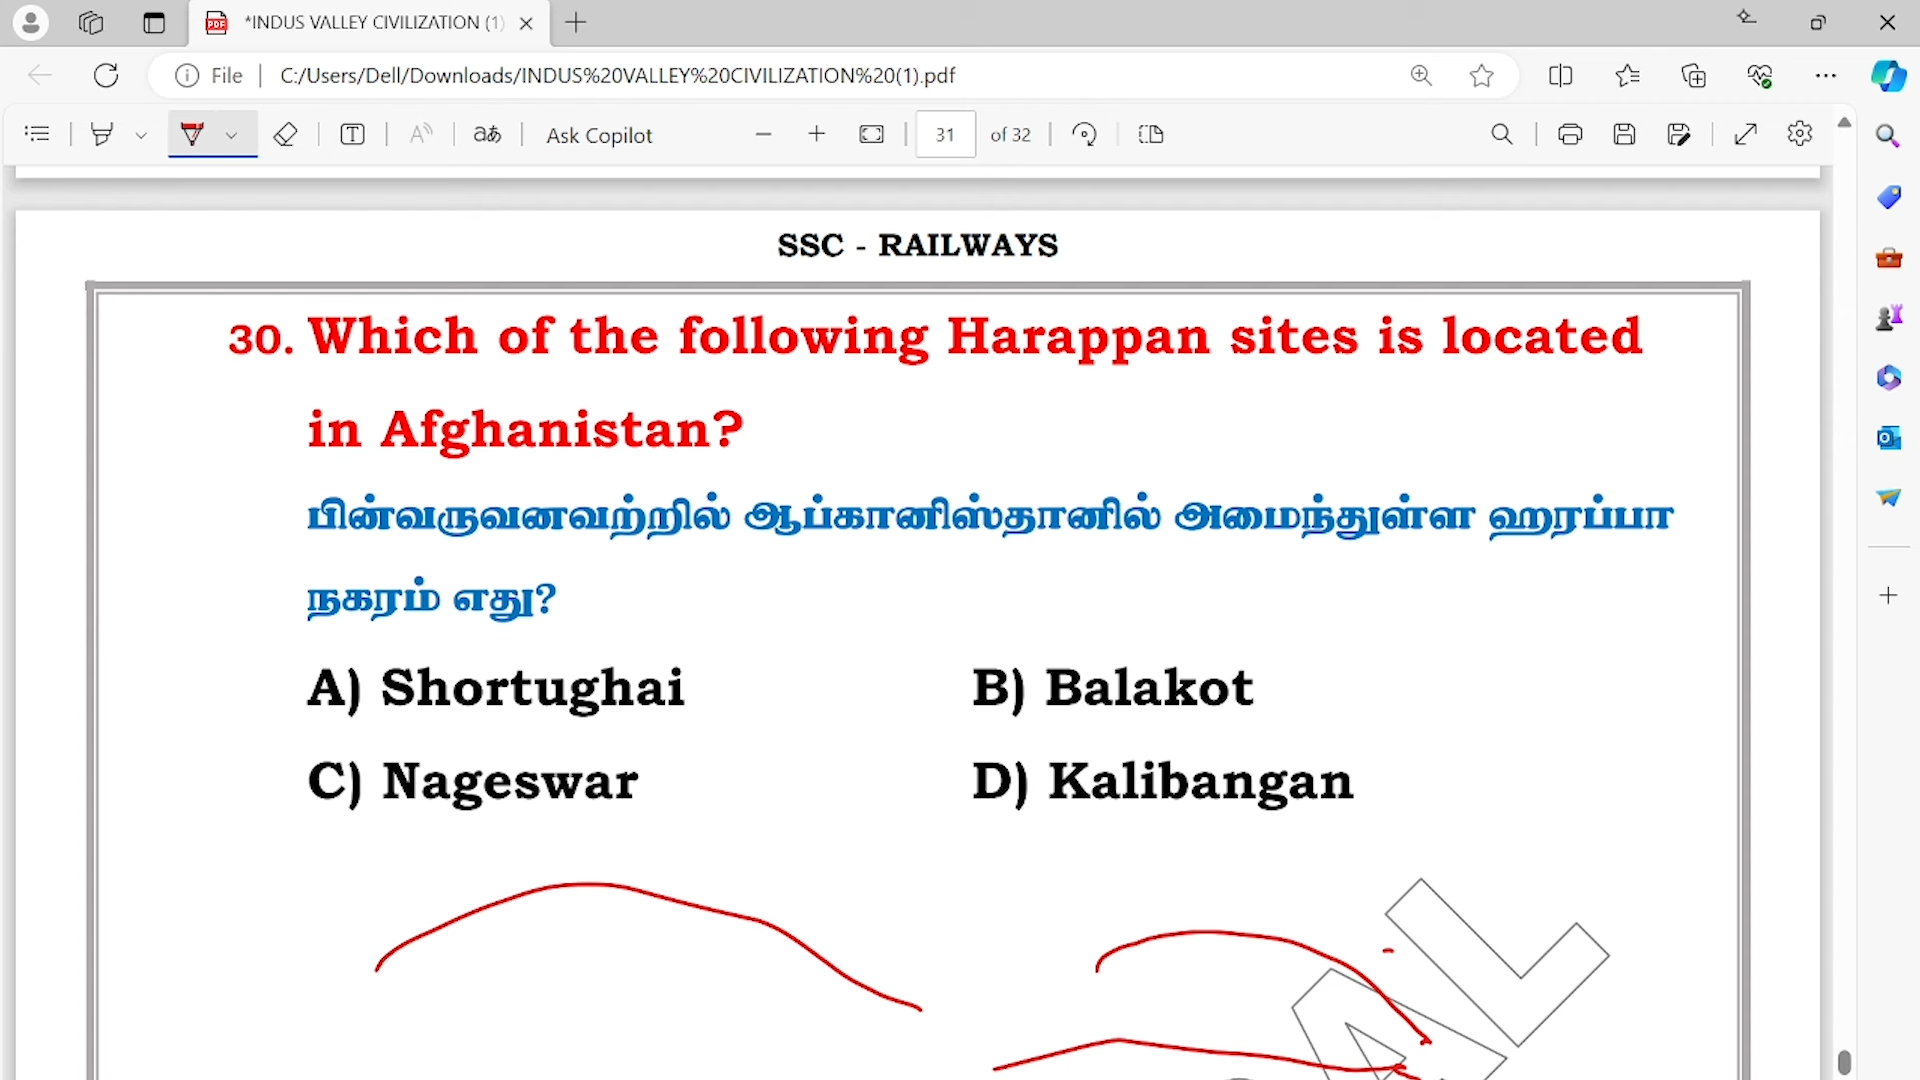 *INDUS VALLEY CIVILIZATION (1)
File
C:/Users/Dell/Downloads/INDUS%20VALLEY%20CIVILIZATION%20(1).pdf
Ask Copilot
31 of 32
SSC - RAILWAYS
30. Which of the following Harappan sites is located
in Afghanistan?
பின்வருவனவற்றில் ஆப்கானிஸ்தானில் அமைந்துள்ள ஹரப்பா
நகரம் எது?
A) Shortughai B) Balakot
C) Nageswar D) Kalibangan